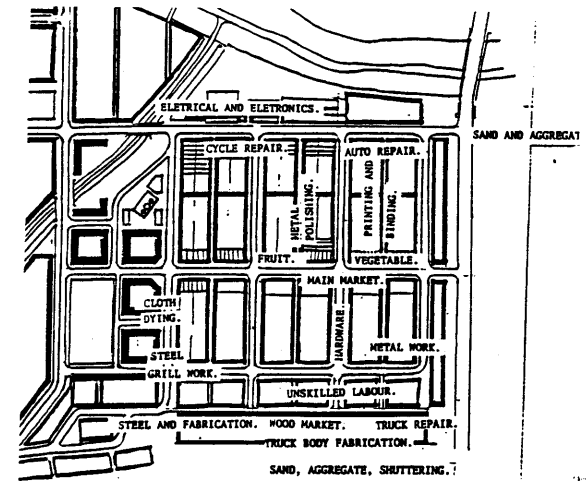 ELETRICAL AND ELETRONICS.
SAND AND AGGREGAT
CYCLE REPAIR.
AUTO REPAIR.
METAL
POLISHING.
PRINTING AND
BINDING.
FRUIT.
VEGETABLE.
MAIN MARKET.
CLOTH
DYING.
HARDWARE.
METAL WORK.
STEEL
GRILL WORK.
UNSKILLED LABOUR.
STEEL AND FABRICATION.
WOOD MARKET.
TRUCK REPAIR.
TRUCK BODY FABRICATION.
SAND, AGGREGATE, SHUTTERING.